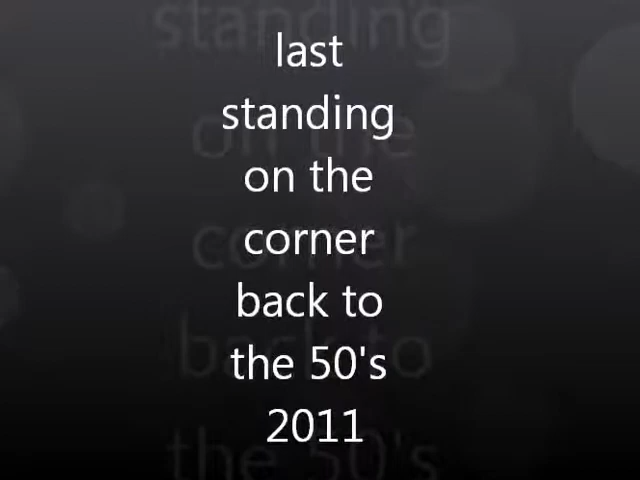 last
standing
on the
corner
back to
the 50's
2011